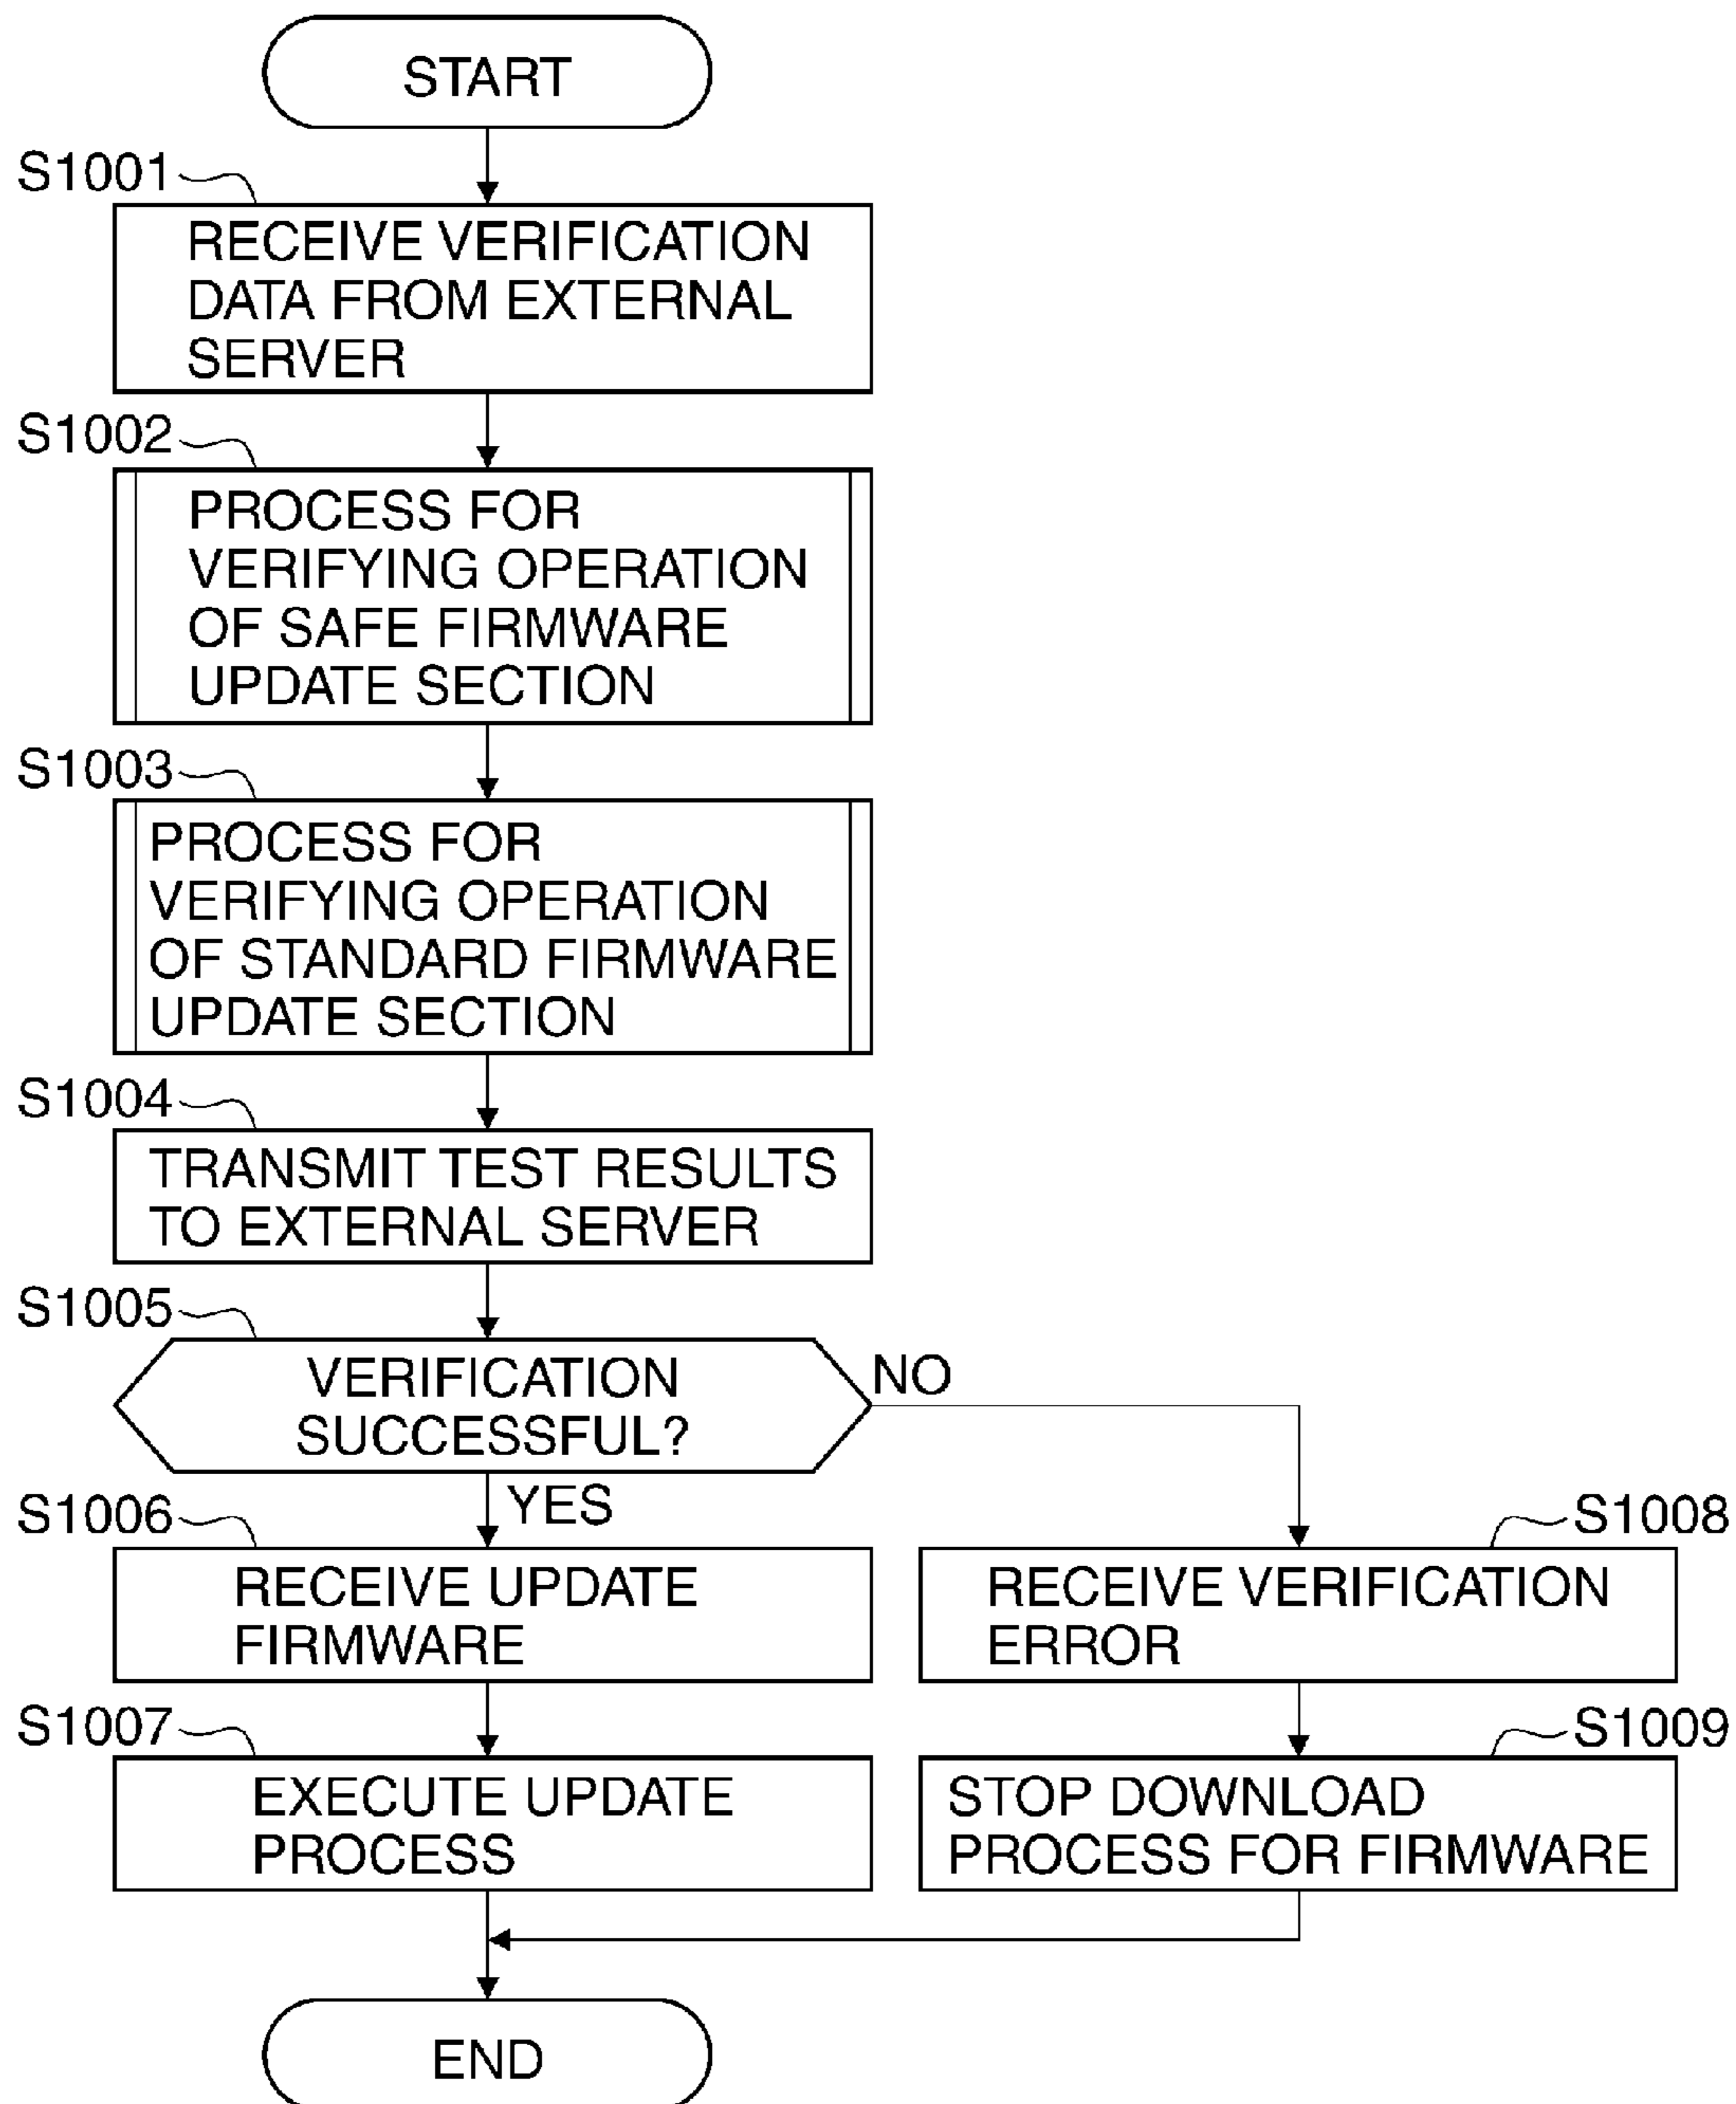 START
S1001
RECEIVE VERIFICATION
DATA FROM EXTERNAL
SERVER
S1002
PROCESS FOR
VERIFYING OPERATION
OF SAFE FIRMWARE
UPDATE SECTION
S1003
PROCESS FOR
VERIFYING OPERATION
OF STANDARD FIRMWARE
UPDATE SECTION
S1004
TRANSMIT TEST RESULTS
TO EXTERNAL SERVER
S1005
VERIFICATION
SUCCESSFUL?
NO
YES
S1006
RECEIVE UPDATE
FIRMWARE
S1007
EXECUTE UPDATE
PROCESS
S1008
RECEIVE VERIFICATION
ERROR
S1009
STOP DOWNLOAD
PROCESS FOR FIRMWARE
END